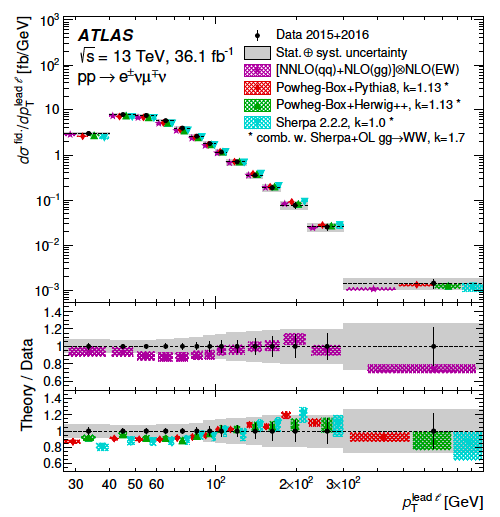 ATLAS
√s = 13 TeV, 36.1 fb⁻¹
pp → e±νμ∓ν
Data 2015+2016
Stat.⊕ syst. uncertainty
[NNLO(qq)+NLO(gg)]⊗NLO(EW)
Powheg-Box+Pythia8, k=1.13 *
Powheg-Box+Herwig++, k=1.13 *
Sherpa 2.2.2, k=1.0 *
* comb. w. Sherpa+OL gg→WW, k=1.7
dσ^fid./dp_T^lead ℓ [fb/GeV]
10³
10²
10
1
10⁻¹
10⁻²
10⁻³
Theory / Data
1.4
1.2
1
0.8
0.6
1.4
1.2
1
0.8
0.6
30 40 50 60 10² 2×10² 3×10²
p_T^lead ℓ [GeV]